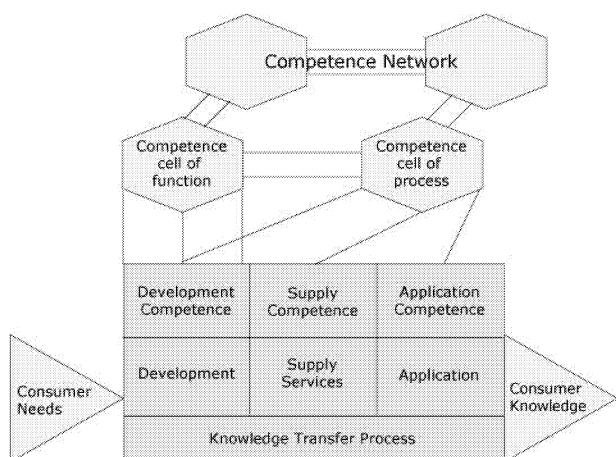 Competence Network
Competence
cell of
function
Competence
cell of
process
Development
Competence
Supply
Competence
Application
Competence
Consumer
Needs
Development
Supply
Services
Application
Consumer
Knowledge
Knowledge Transfer Process